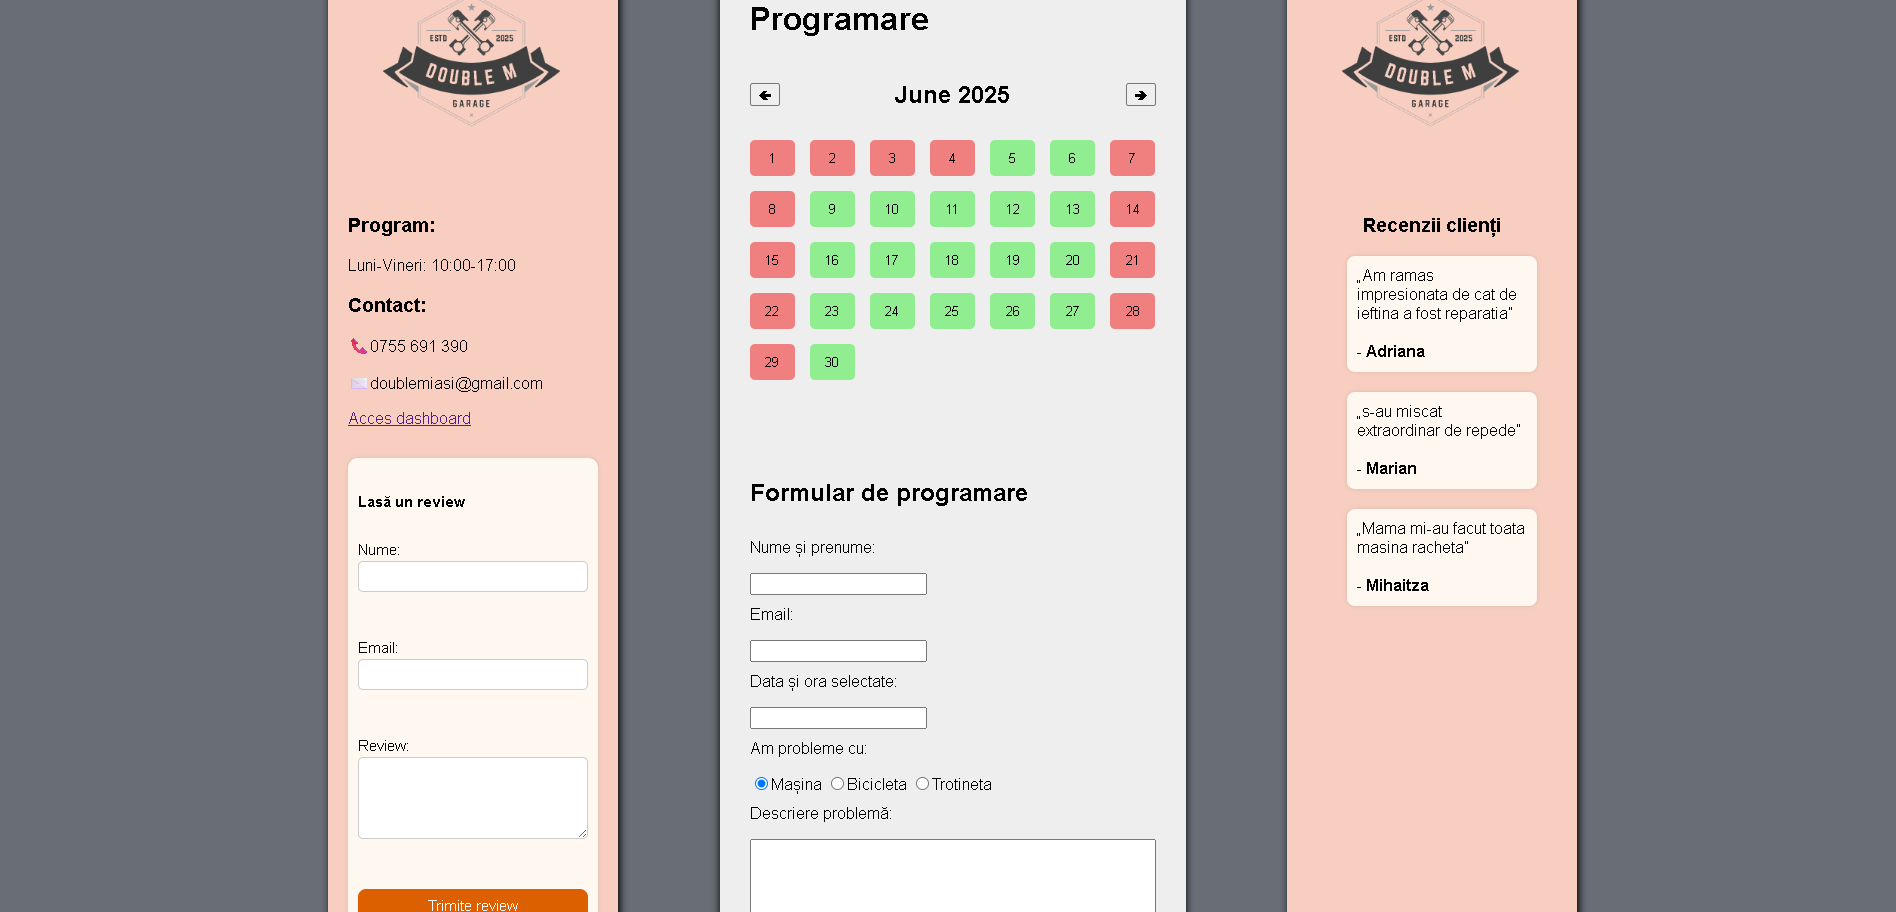 ESTD 2025
DOUBLE M
GARAGE
Program:
Luni-Vineri: 10:00-17:00
Contact:
0755 691 390
doublemiasi@gmail.com
Acces dashboard
Lasă un review
Nume:
Email:
Review:
Trimite review
Programare
June 2025
1 2 3 4 5 6 7
8 9 10 11 12 13 14
15 16 17 18 19 20 21
22 23 24 25 26 27 28
29 30
Formular de programare
Nume și prenume:
Email:
Data și ora selectate:
Am probleme cu:
Mașina Bicicleta Trotineta
Descriere problemă:
ESTD 2025
DOUBLE M
GARAGE
Recenzii clienți
„Am ramas
impresionata de cat de
ieftina a fost reparatia”
- Adriana
„s-au miscat
extraordinar de repede”
- Marian
„Mama mi-au facut toata
masina racheta”
- Mihaitza